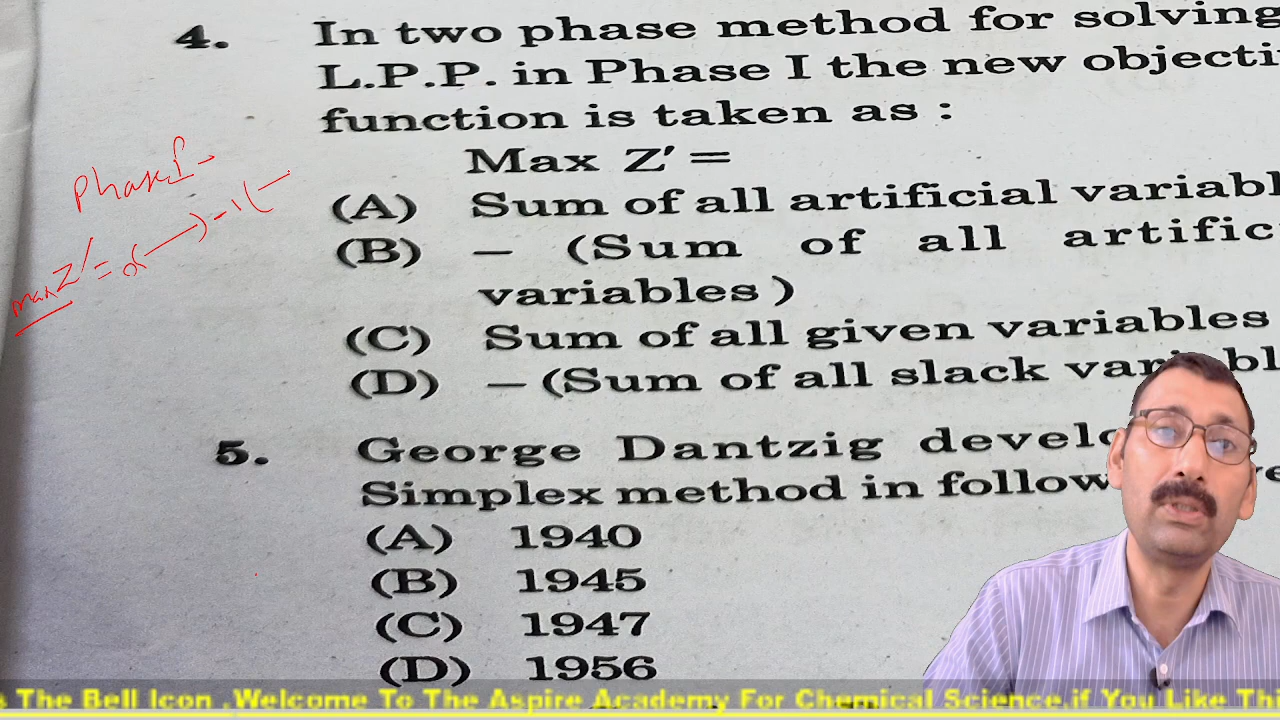 4. In two phase method for solving
L.P.P. in Phase I the new objecti
function is taken as :
Max Z' =
(A) Sum of all artificial variabl
(B) – (Sum of all artific
variables)
(C) Sum of all given variables
(D) – (Sum of all slack variabl
5. George Dantzig develo
Simplex method in follow
(A) 1940
(B) 1945
(C) 1947
(D) 1956
Phase I -
max Z' = 0( — ) - 1( –
s The Bell Icon .Welcome To The Aspire Academy For Chemical Science.if You Like Thi